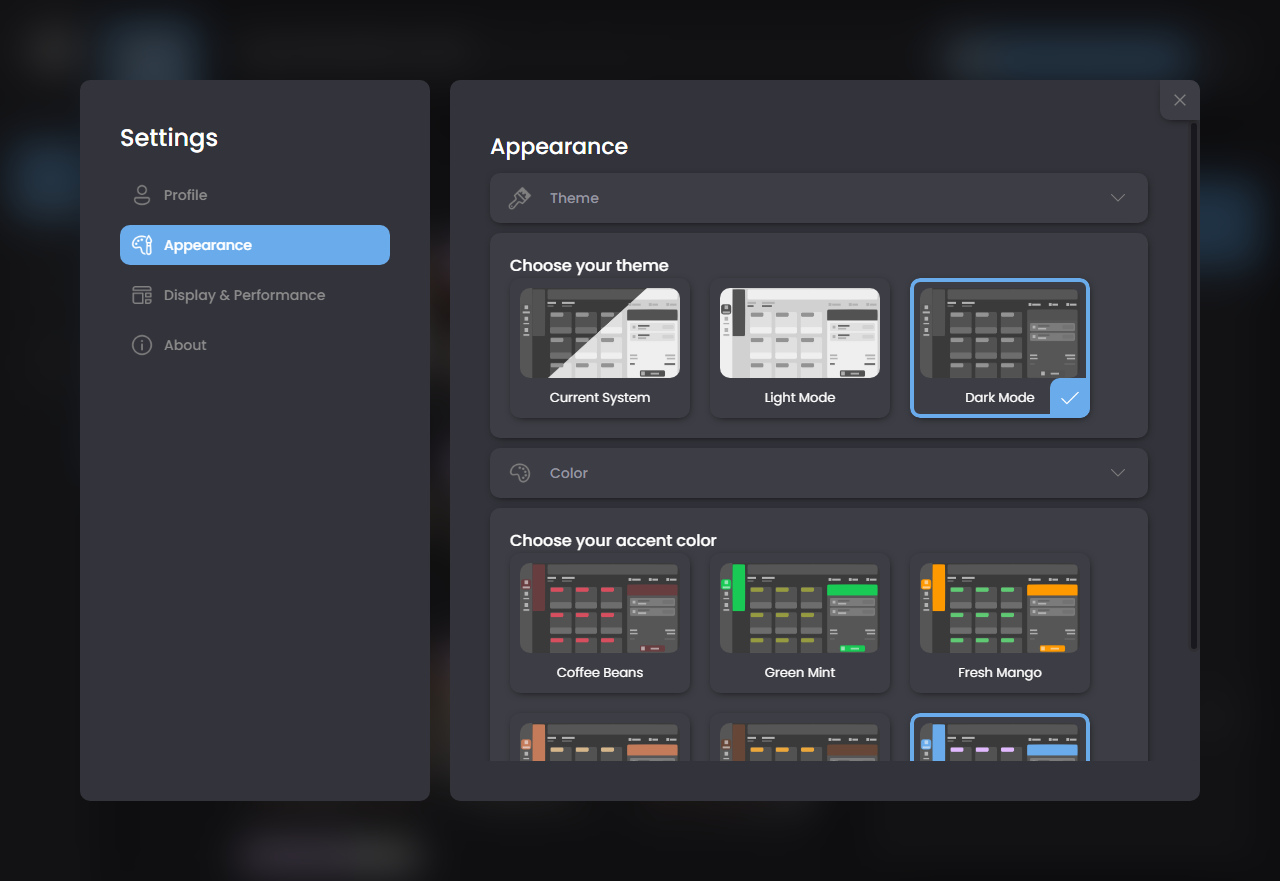 Settings
Profile
Appearance
Display & Performance
About
Appearance
Theme
Choose your theme
Current System
Light Mode
Dark Mode
Color
Choose your accent color
Coffee Beans
Green Mint
Fresh Mango